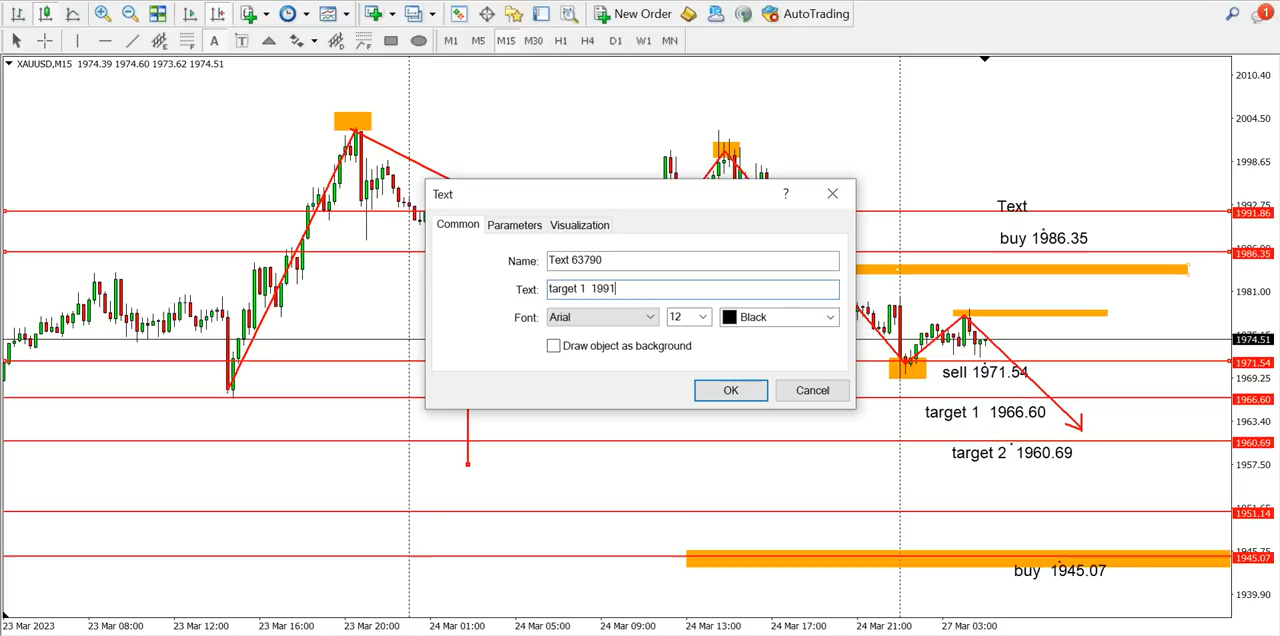 New Order
AutoTrading
1
A
T
M1 M5 M15 M30 H1 H4 D1 W1 MN
XAUUSD,M15 1974.39 1974.60 1973.62 1974.51
2010.40
2004.50
1998.65
1992.75
1991.86
1986.35
1981.00
1974.51
1971.54
1969.25
1966.60
1963.40
1960.69
1957.50
1951.14
1945.75
1945.07
1939.90
Text
buy 1986.35
sell 1971.54
target 1 1966.60
target 2 1960.69
buy 1945.07
Text
? 
Common Parameters Visualization
Name: Text 63790
Text: target 1 1991
Font: Arial 12 Black
Draw object as background
OK Cancel
23 Mar 2023 23 Mar 08:00 23 Mar 12:00 23 Mar 16:00 23 Mar 20:00 24 Mar 01:00 24 Mar 05:00 24 Mar 09:00 24 Mar 13:00 24 Mar 17:00 24 Mar 21:00 27 Mar 03:00